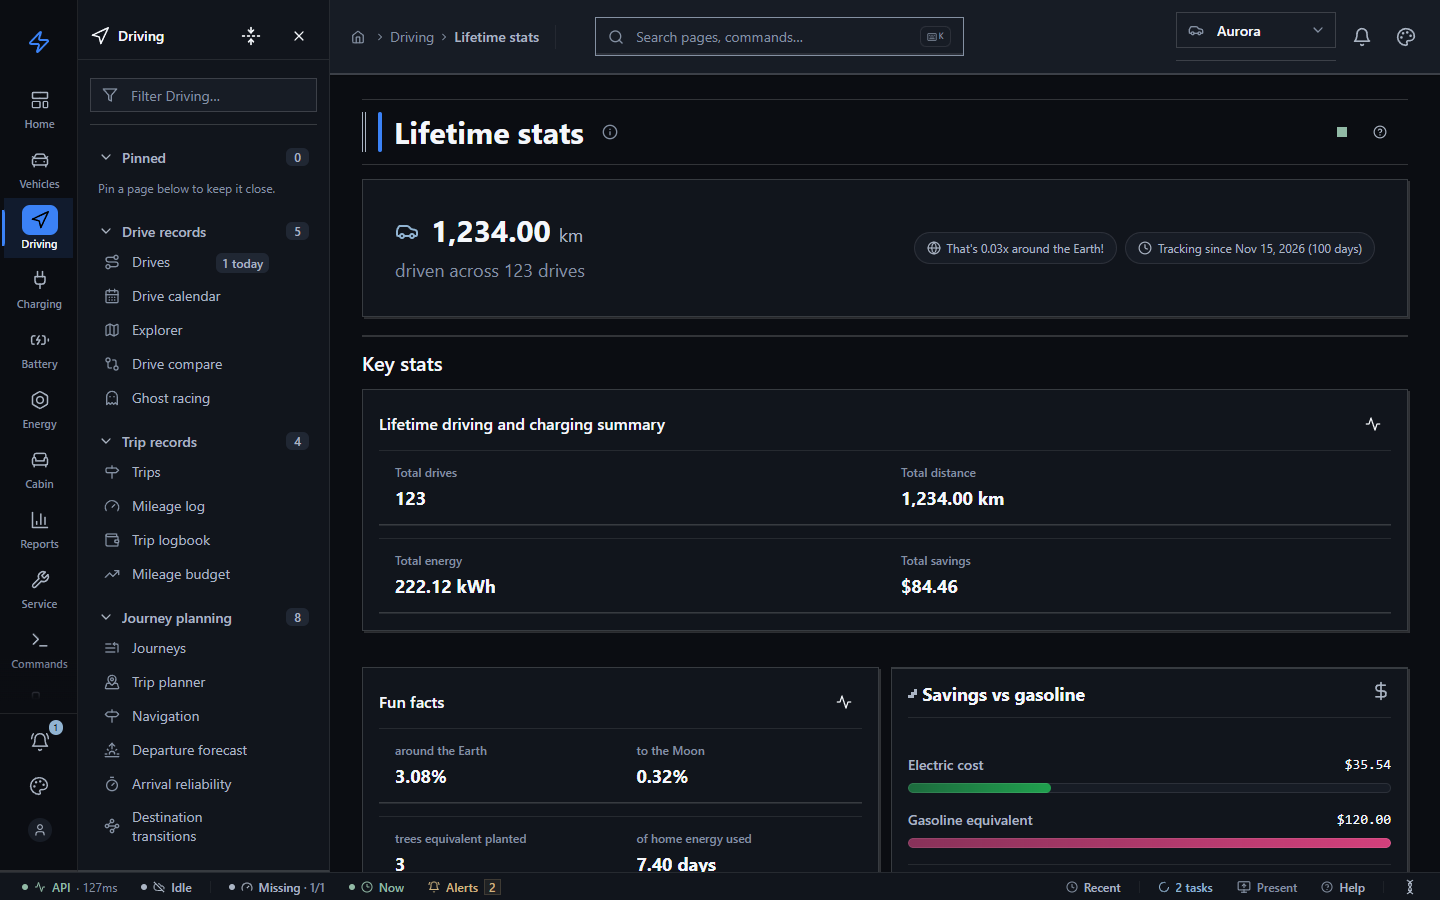 Home
Vehicles
Driving
Charging
Battery
Energy
Cabin
Reports
Service
Commands
1
Driving
Filter Driving...
Pinned 0
Pin a page below to keep it close.
Drive records 5
Drives 1 today
Drive calendar
Explorer
Drive compare
Ghost racing
Trip records 4
Trips
Mileage log
Trip logbook
Mileage budget
Journey planning 8
Journeys
Trip planner
Navigation
Departure forecast
Arrival reliability
Destination
transitions
Driving Lifetime stats
Search pages, commands... K
Aurora
Lifetime stats
1,234.00 km
driven across 123 drives
That's 0.03x around the Earth!
Tracking since Nov 15, 2026 (100 days)
Key stats
Lifetime driving and charging summary
Total drives
123
Total distance
1,234.00 km
Total energy
222.12 kWh
Total savings
$84.46
Fun facts
around the Earth
3.08%
to the Moon
0.32%
trees equivalent planted
3
of home energy used
7.40 days
Savings vs gasoline
Electric cost $35.54
Gasoline equivalent $120.00
API · 127ms Idle Missing · 1/1 Now Alerts 2 Recent 2 tasks Present Help